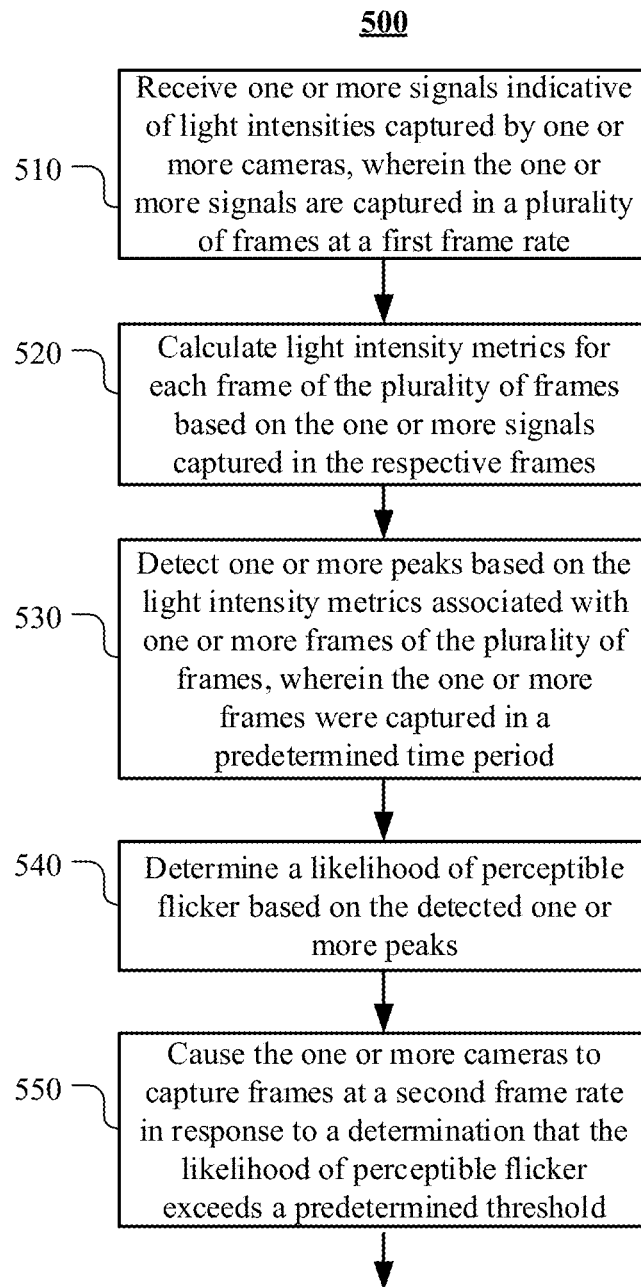 500
Receive one or more signals indicative
of light intensities captured by one or
more cameras, wherein the one or
more signals are captured in a plurality
of frames at a first frame rate
510
Calculate light intensity metrics for
each frame of the plurality of frames
based on the one or more signals
captured in the respective frames
520
Detect one or more peaks based on the
light intensity metrics associated with
one or more frames of the plurality of
frames, wherein the one or more
frames were captured in a
predetermined time period
530
Determine a likelihood of perceptible
flicker based on the detected one or
more peaks
540
Cause the one or more cameras to
capture frames at a second frame rate
in response to a determination that the
likelihood of perceptible flicker
exceeds a predetermined threshold
550